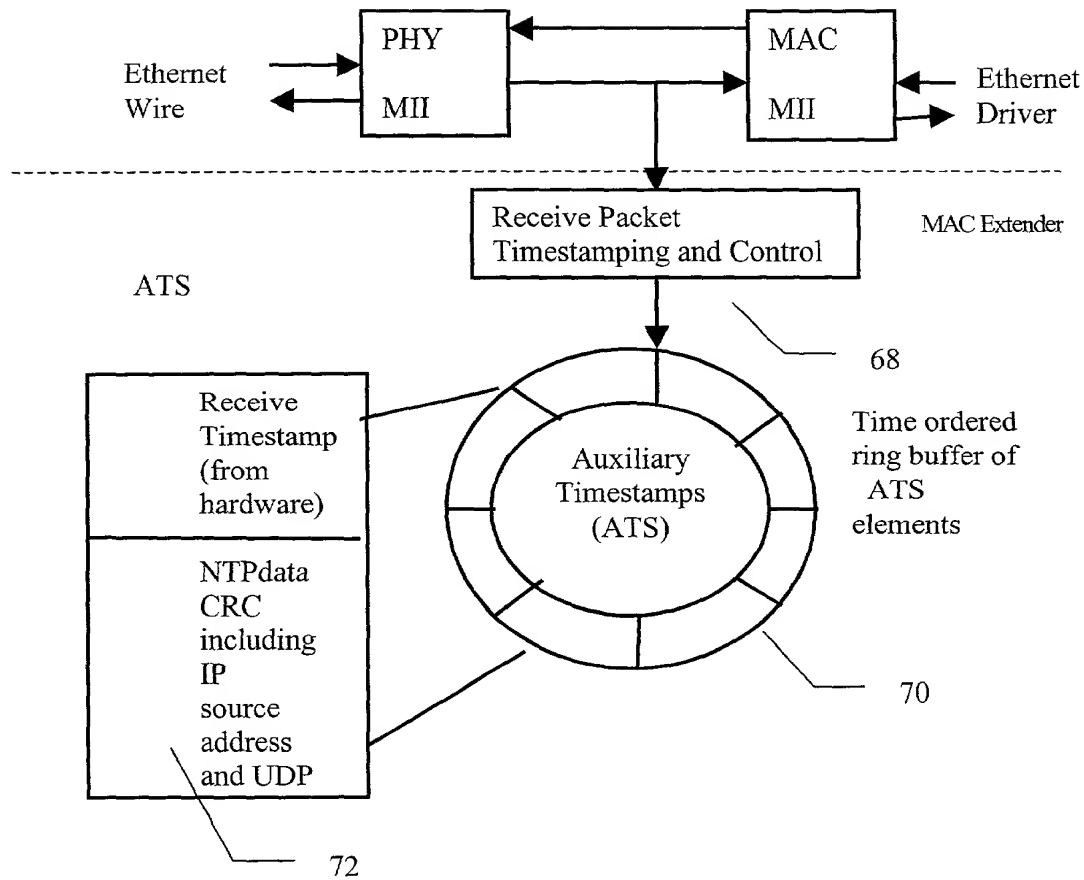 PHY
MAC
Ethernet
Wire
MII
MII
Ethernet
Driver
Receive Packet
Timestamping and Control
MAC Extender
ATS
68
Receive
Timestamp
(from
hardware)
Auxiliary
Timestamps
(ATS)
Time ordered
ring buffer of
ATS
elements
NTPdata
CRC
including
IP
source
address
and UDP
70
72